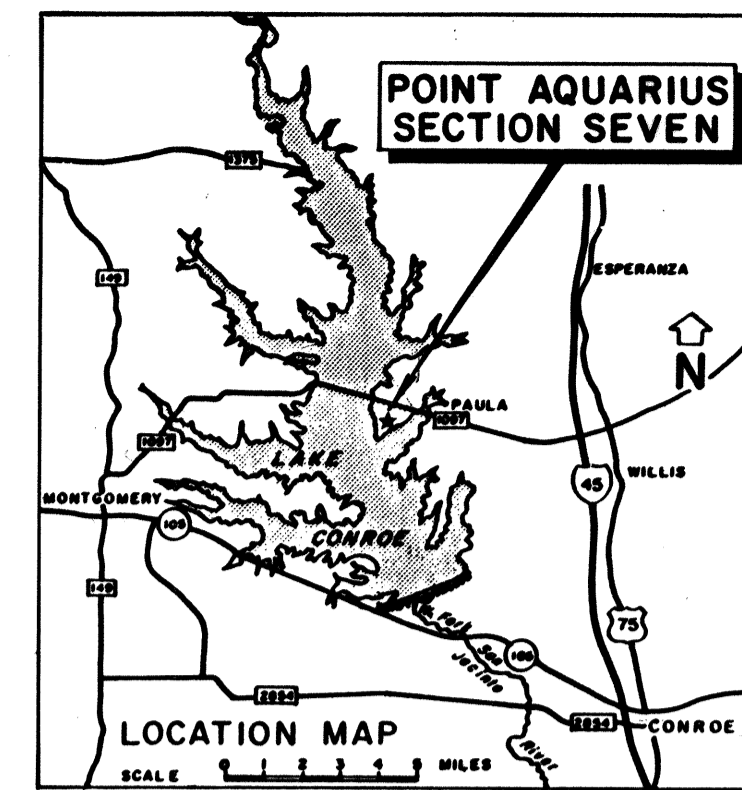 POINT AQUARIUS
SECTION SEVEN
1375
149
ESPERANZA
N
PAULA
1097
1097
LAKE
45
WILLIS
MONTGOMERY
105
CONROE
149
W. Fork
San
Jacinto
River
75
105
2854
2854
CONROE
LOCATION MAP
SCALE 0 1 2 3 4 5 MILES